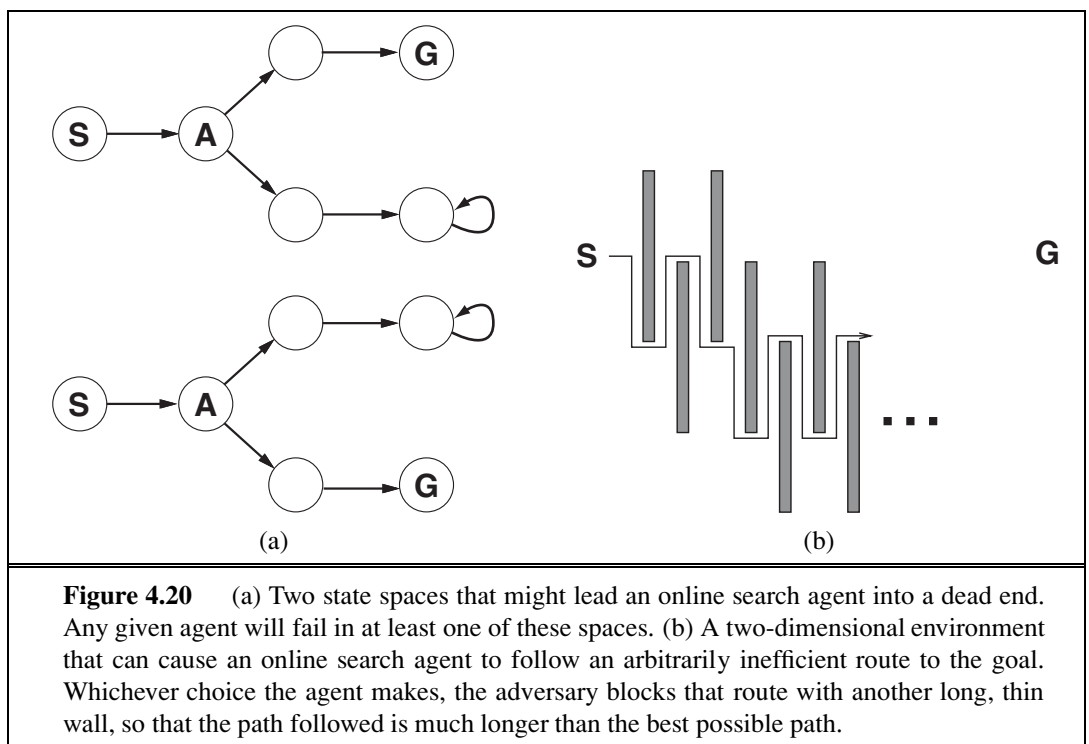 G
S A
S G
S A
G
(a) (b)
Figure 4.20 (a) Two state spaces that might lead an online search agent into a dead end.
Any given agent will fail in at least one of these spaces. (b) A two-dimensional environment
that can cause an online search agent to follow an arbitrarily inefficient route to the goal.
Whichever choice the agent makes, the adversary blocks that route with another long, thin
wall, so that the path followed is much longer than the best possible path.